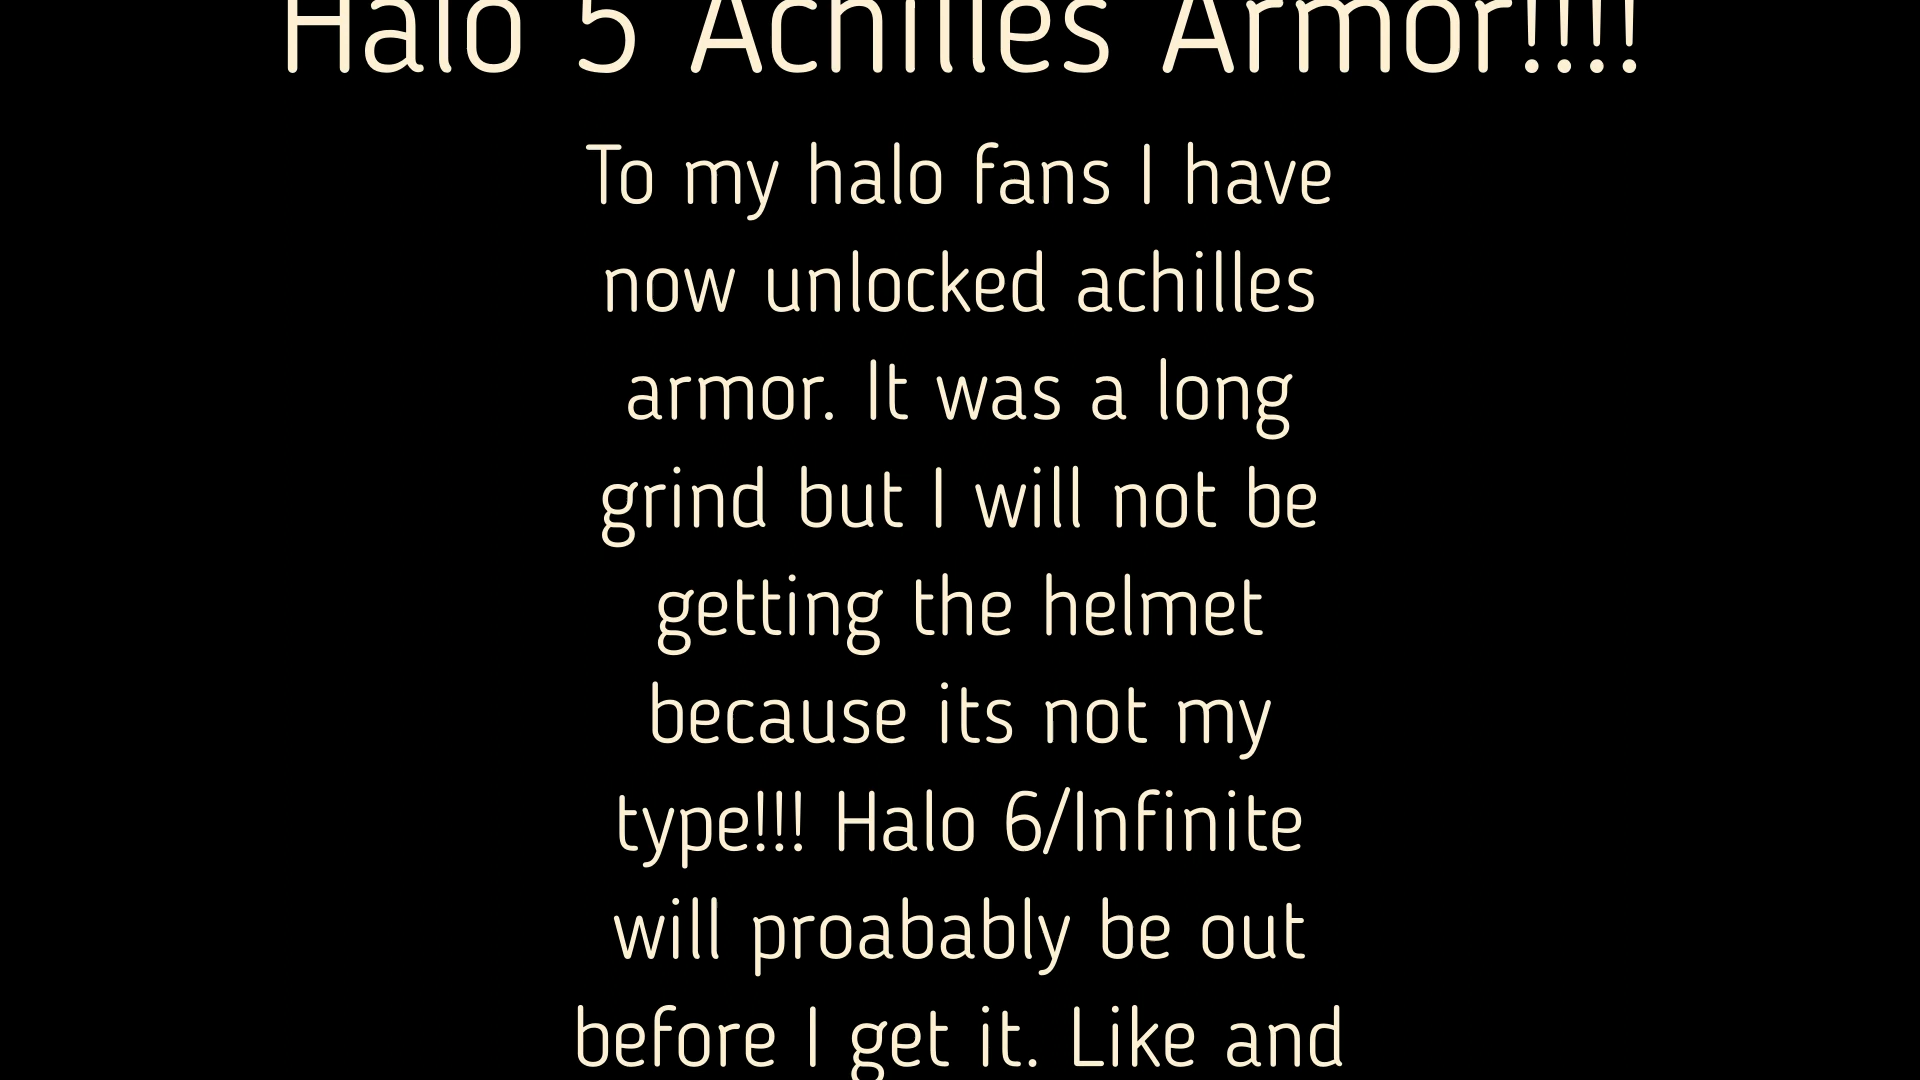 Halo 5 Achilles Armor!!!!
To my halo fans I have
now unlocked achilles
armor. It was a long
grind but I will not be
getting the helmet
because its not my
type!!! Halo 6/Infinite
will proabably be out
before I get it. Like and